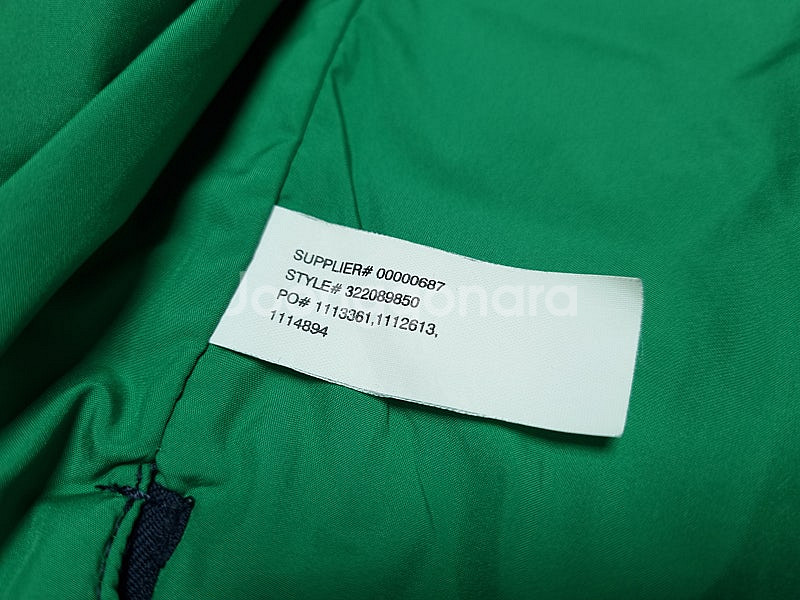 SUPPLIER# 00000687
STYLE# 322089850
PO# 1113361,1112613,
1114894